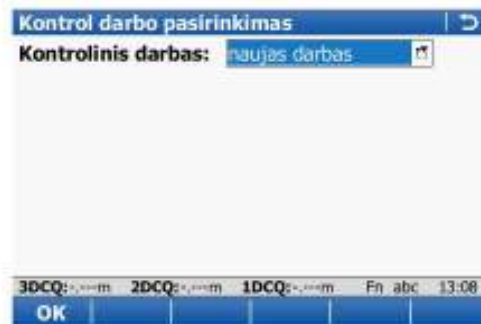 Kontrol darbo pasirinkimas
Kontrolinis darbas: naujas darbas
3DCQ:-.---m 2DCQ:-.---m 1DCQ:-.---m Fn abc 13:08
OK